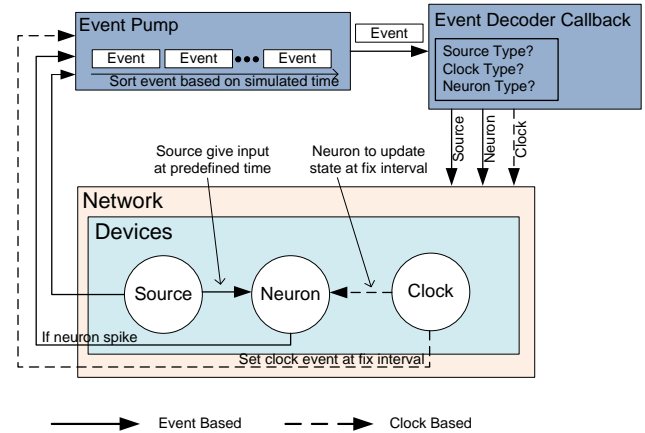 Event Pump
Event Event Event
Sort event based on simulated time
Event
Event Decoder Callback
Source Type?
Clock Type?
Neuron Type?
Source
Neuron
Clock
Source give input
at predefined time
Neuron to update
state at fix interval
Network
Devices
Source
Neuron
Clock
If neuron spike
Set clock event at fix interval
Event Based
Clock Based